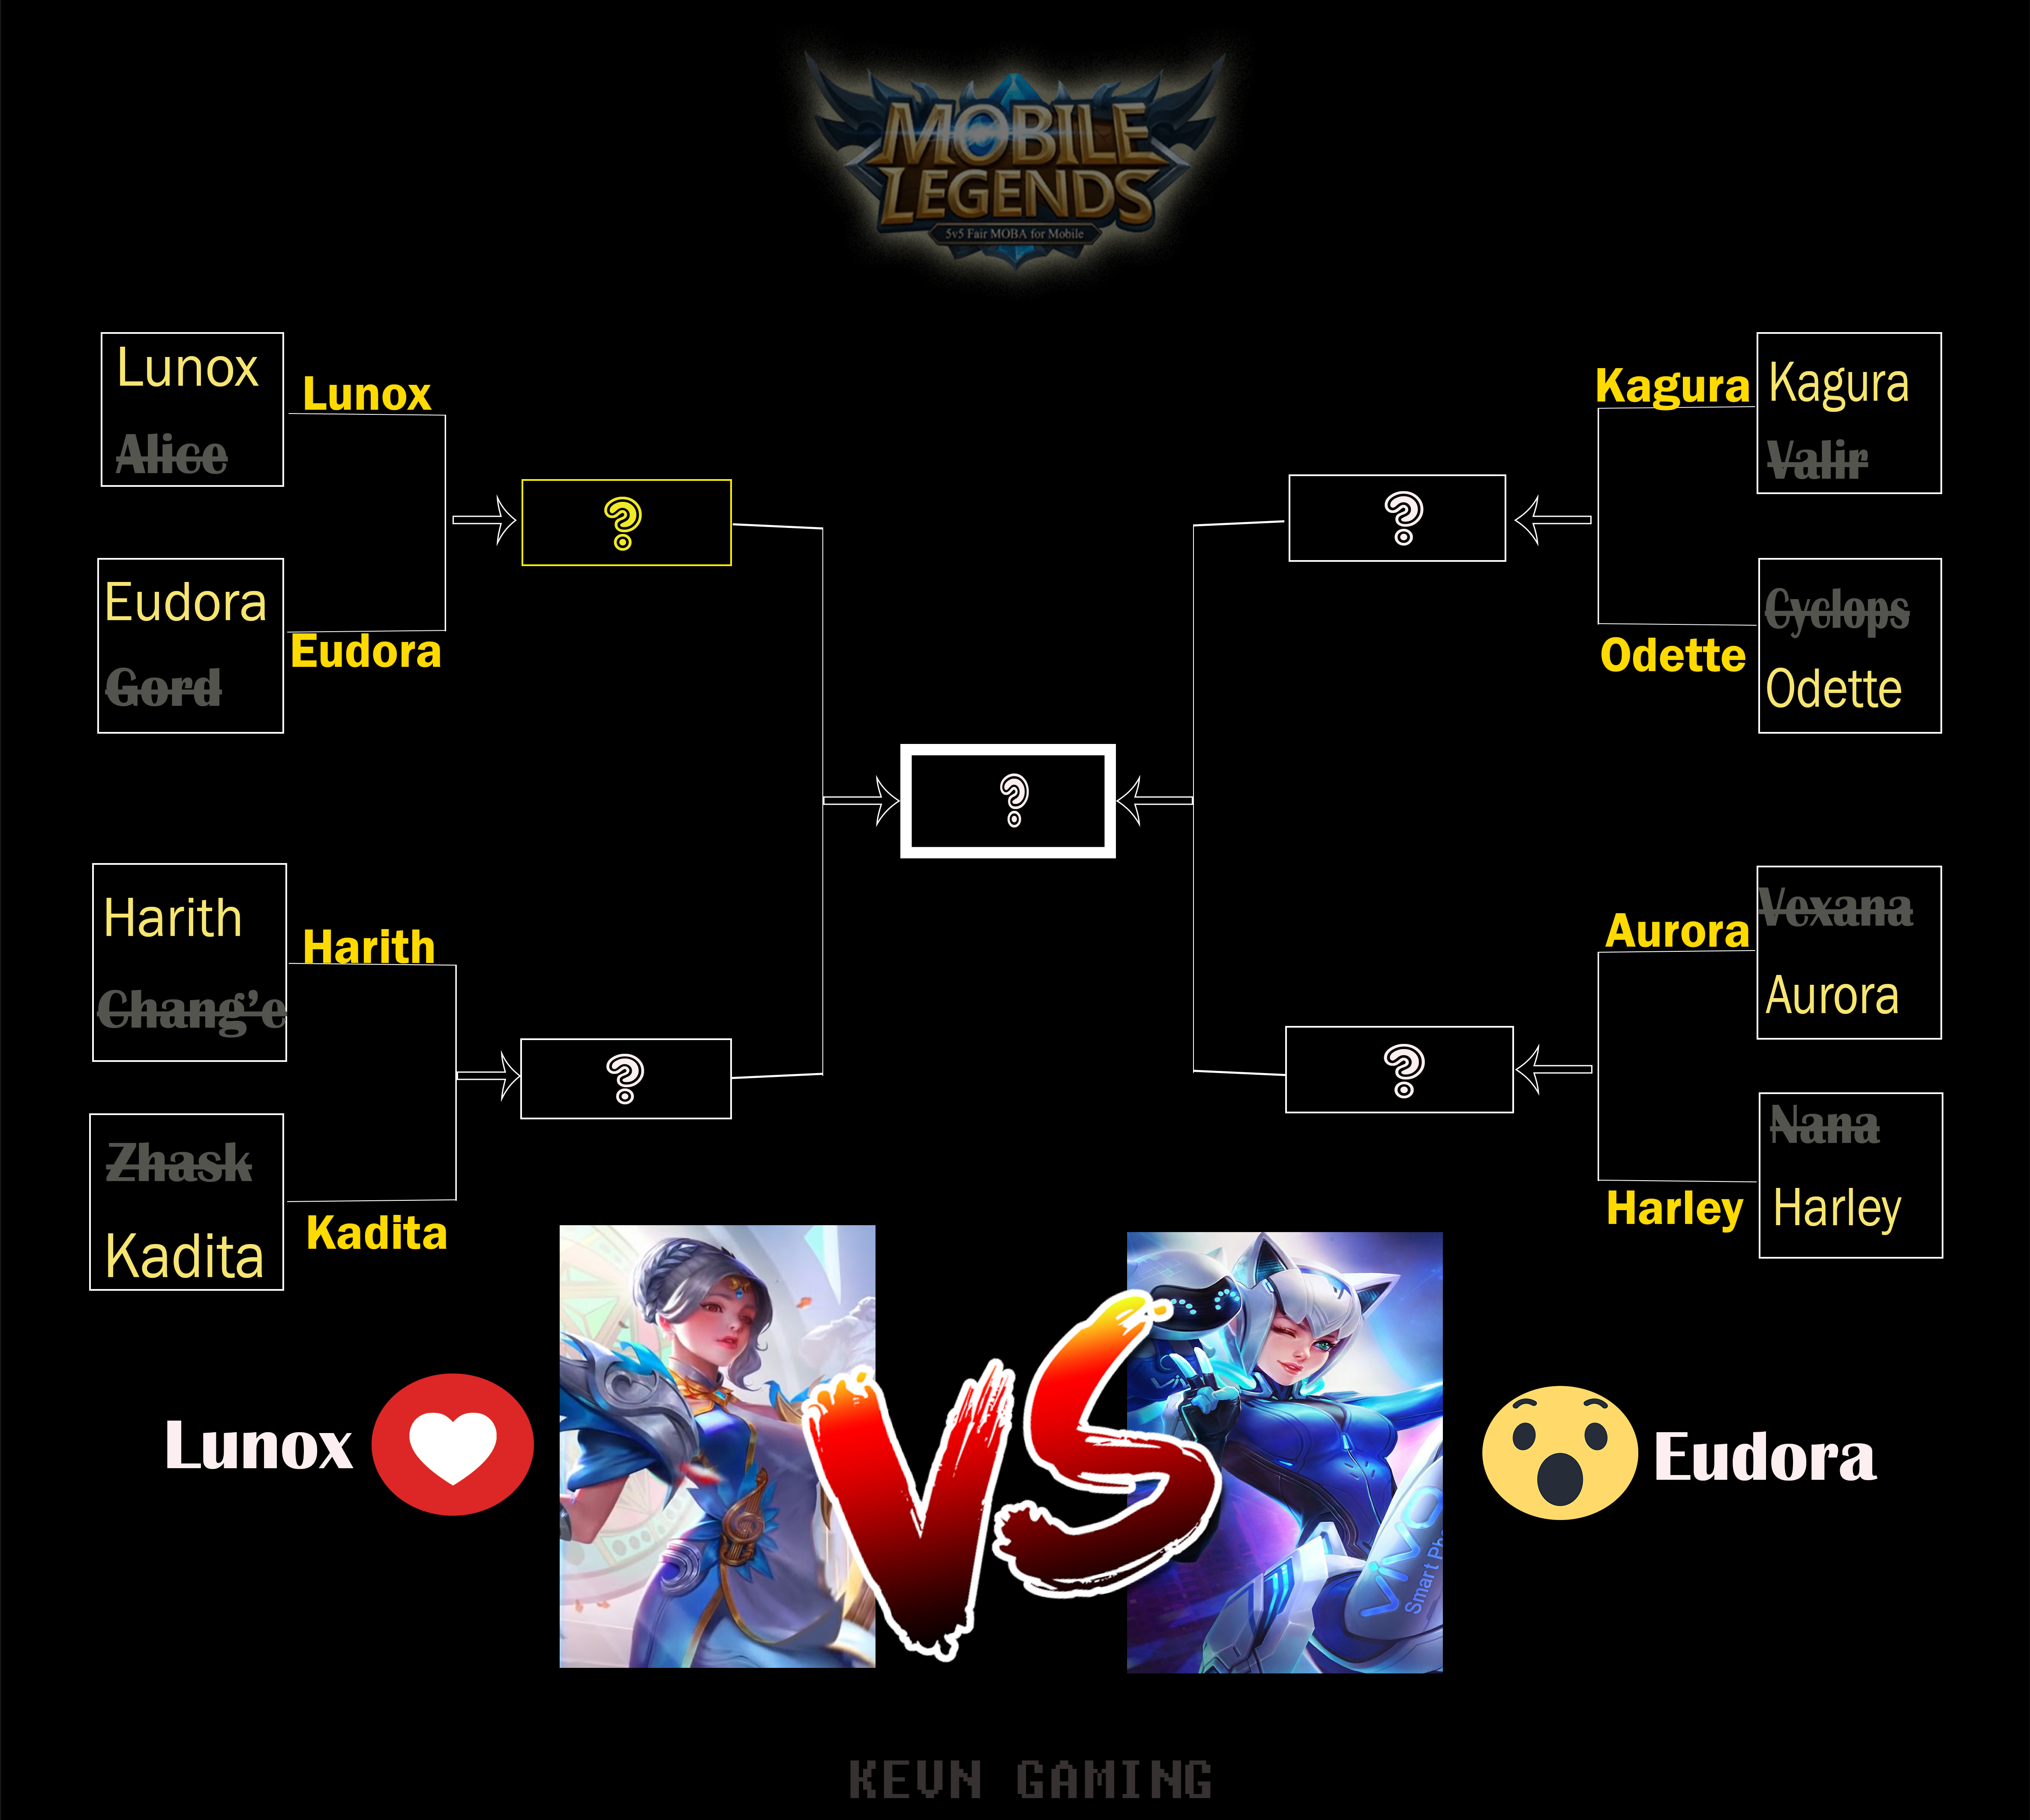 MOBILE
LEGENDS
5v5 Fair MOBA for Mobile
Lunox
Alice
Lunox
Eudora
Gord
Eudora
?
Harith
Chang'e
Harith
Zhask
Kadita
Kadita
?
?
Kagura
Kagura
Valir
Cyclops
Odette
Odette
?
Aurora
Vexana
Aurora
Nana
Harley
Harley
?
Lunox
VS
Eudora
vivo
Smart Ph
KEVN GAMING